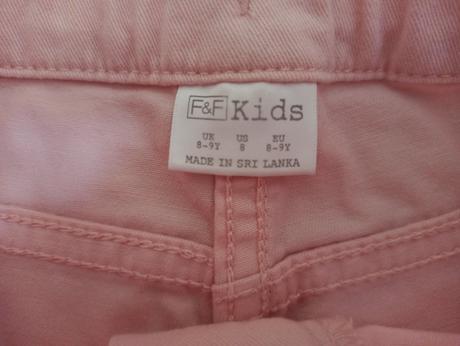 F&F Kids
UK US EU
8-9Y 8 8-9Y
MADE IN SRI LANKA